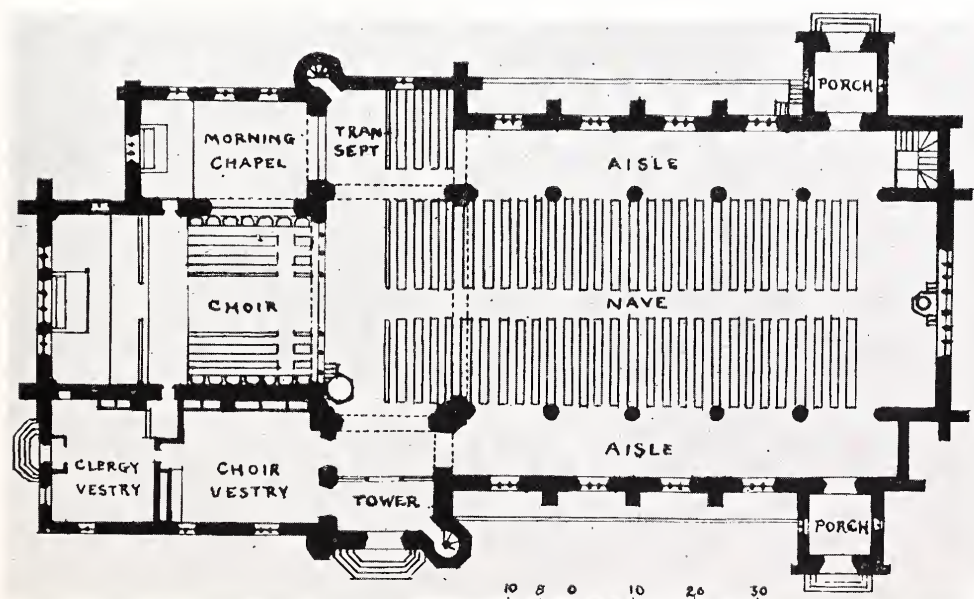 PORCH
MORNING
CHAPEL
TRAN
SEPT
AISLE
CHOIR
NAVE
AISLE
CLERGY
VESTRY
CHOIR
VESTRY
TOWER
PORCH
10 8 0 10 20 30